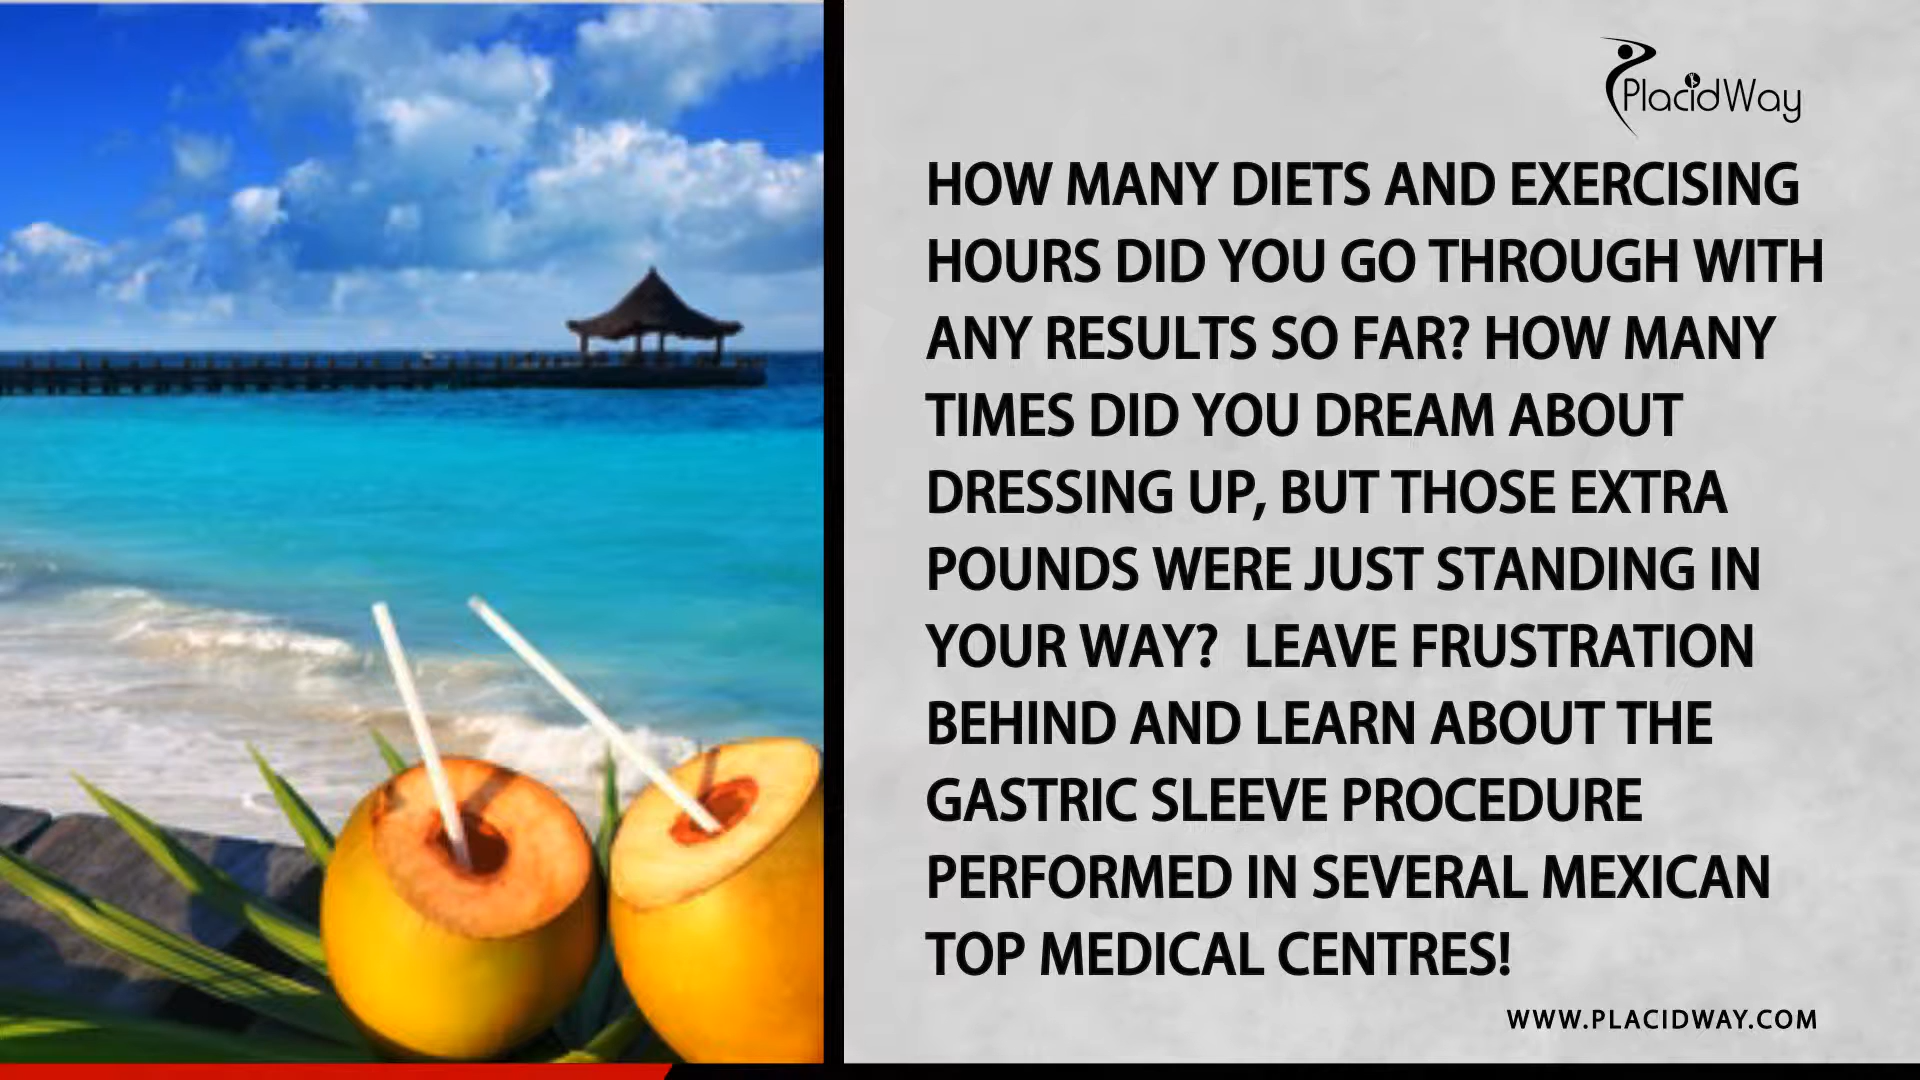 PlacidWay
HOW MANY DIETS AND EXERCISING
HOURS DID YOU GO THROUGH WITH
ANY RESULTS SO FAR? HOW MANY
TIMES DID YOU DREAM ABOUT
DRESSING UP, BUT THOSE EXTRA
POUNDS WERE JUST STANDING IN
YOUR WAY?  LEAVE FRUSTRATION
BEHIND AND LEARN ABOUT THE
GASTRIC SLEEVE PROCEDURE
PERFORMED IN SEVERAL MEXICAN
TOP MEDICAL CENTRES!
WWW.PLACIDWAY.COM